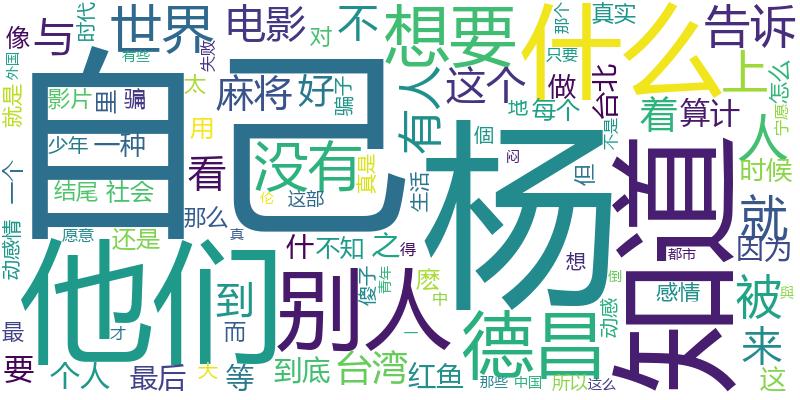 像
与
时代
世界
失败
电影
对
不
想要
什么
那个
真实
告诉
外国
有些
就是
影片
里
骗
太
麻将
好
骗子
有人
这个
做
地
每个
只要
台北
上
着
算计
怎么
宁愿
自己
少年
一种
用
看
没有
真是
個
闷
不是
人
一个
结尾
社会
那么
伦
这部
生活
杨
但
知道
时候
就
动感情
愿意
还是
真
什
不知
之
得
想
都市
因为
他们
到
别人
麽
傻子
青年
中
德昌
动感
感情
被
最
才
而
一
来
要
个人
最后
大
等
到底
台湾
红鱼
那些
中国
所以
这么
这
與